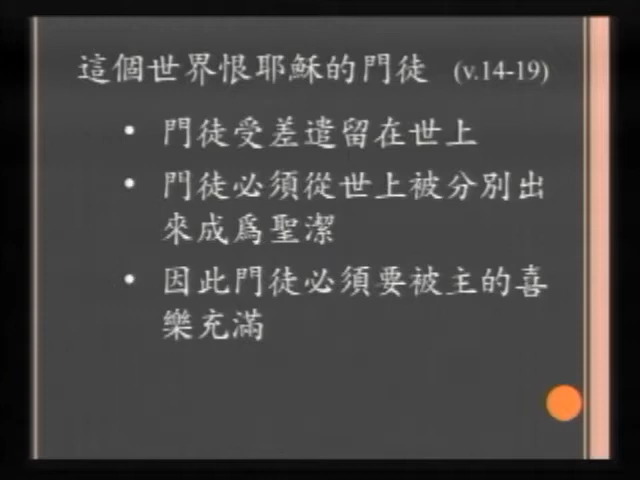 這個世界恨耶穌的門徒 (v.14-19)
• 門徒受差遣留在世上
• 門徒必須從世上被分別出
來成爲聖潔
• 因此門徒必須要被主的喜
樂充滿